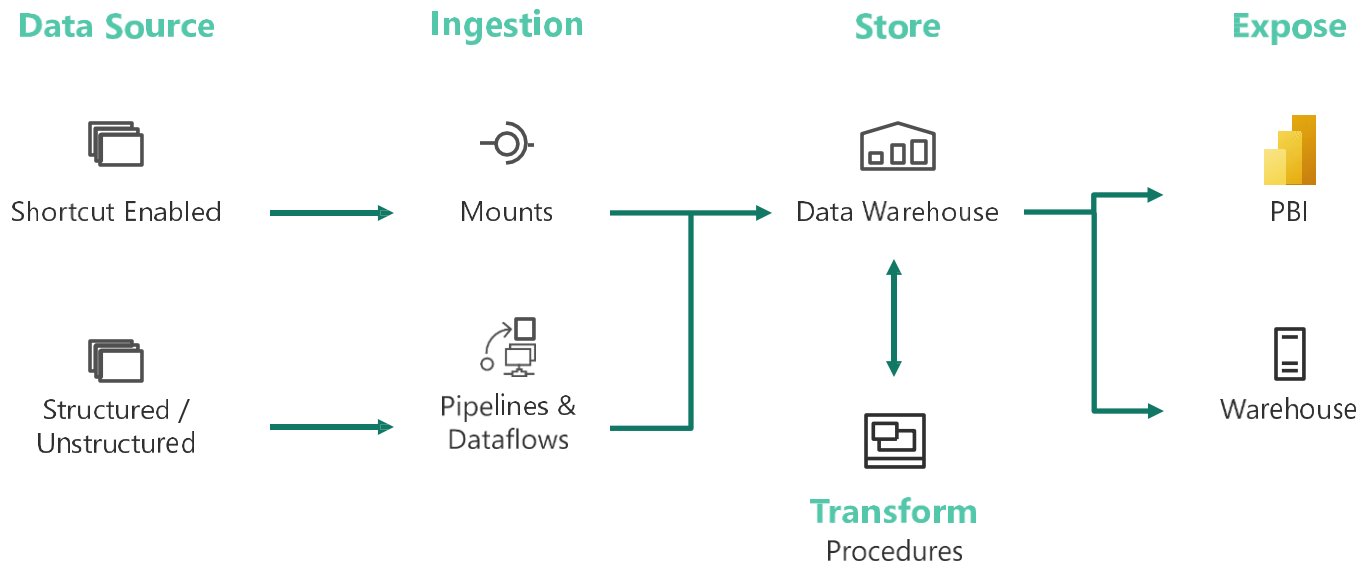 Data Source
Ingestion
Store
Expose
Shortcut Enabled
Mounts
Data Warehouse
PBI
Structured /
Unstructured
Pipelines &
Dataflows
Warehouse
Transform
Procedures